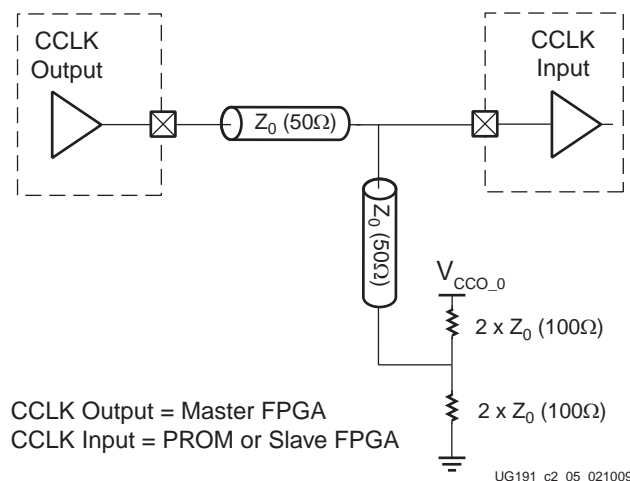 CCLK
Output
CCLK
Input
Z0 (50Ω)
Z0 (50Ω)
VCCO_0
2 x Z0 (100Ω)
2 x Z0 (100Ω)
CCLK Output = Master FPGA
CCLK Input = PROM or Slave FPGA
UG191_c2_05_021009